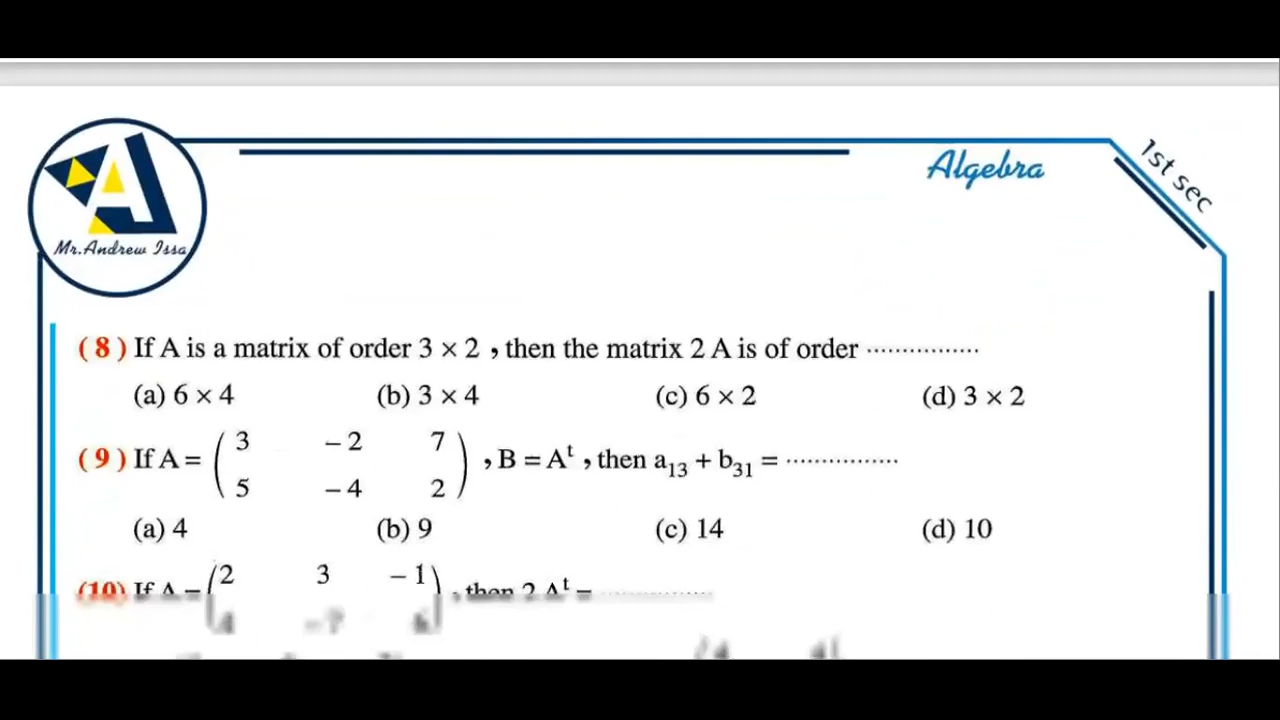 Algebra
1st sec
Mr.Andrew Issa
(8) If A is a matrix of order 3 × 2 , then the matrix 2 A is of order ................
(a) 6 × 4 (b) 3 × 4 (c) 6 × 2 (d) 3 × 2
3 −2 7
(9) If A = ( ) , B = Aᵗ , then a₁₃ + b₃₁ = ................
5 −4 2
(a) 4 (b) 9 (c) 14 (d) 10
2 3 −1
(10) If A = ( ) , then 2 Aᵗ = ................